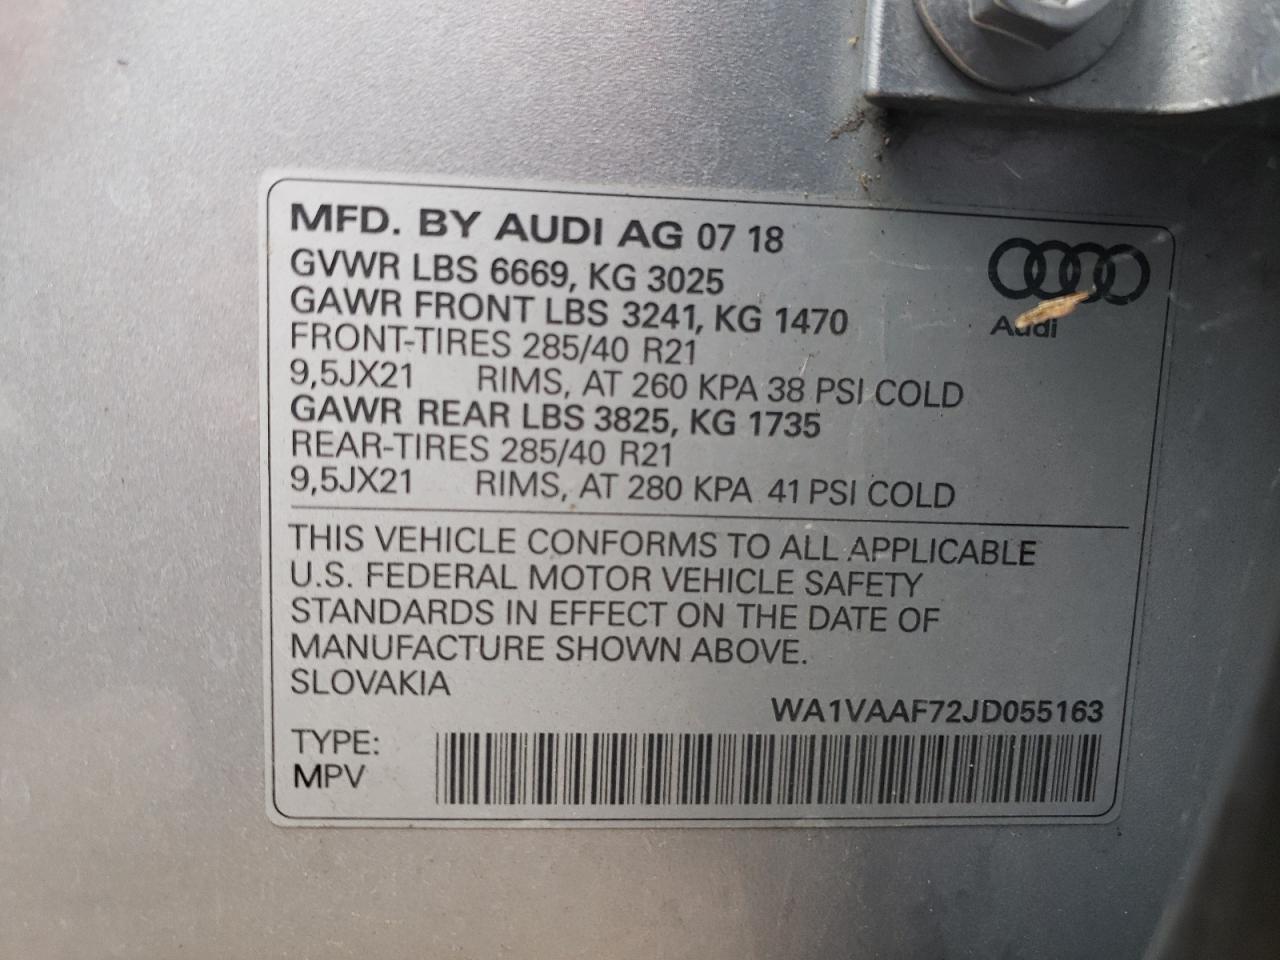 MFD. BY AUDI AG 07 18
GVWR LBS 6669, KG 3025
GAWR FRONT LBS 3241, KG 1470
FRONT-TIRES 285/40 R21
9,5JX21 RIMS, AT 260 KPA 38 PSI COLD
GAWR REAR LBS 3825, KG 1735
REAR-TIRES 285/40 R21
9,5JX21 RIMS, AT 280 KPA 41 PSI COLD
Audi
THIS VEHICLE CONFORMS TO ALL APPLICABLE
U.S. FEDERAL MOTOR VEHICLE SAFETY
STANDARDS IN EFFECT ON THE DATE OF
MANUFACTURE SHOWN ABOVE.
SLOVAKIA
WA1VAAF72JD055163
TYPE:
MPV